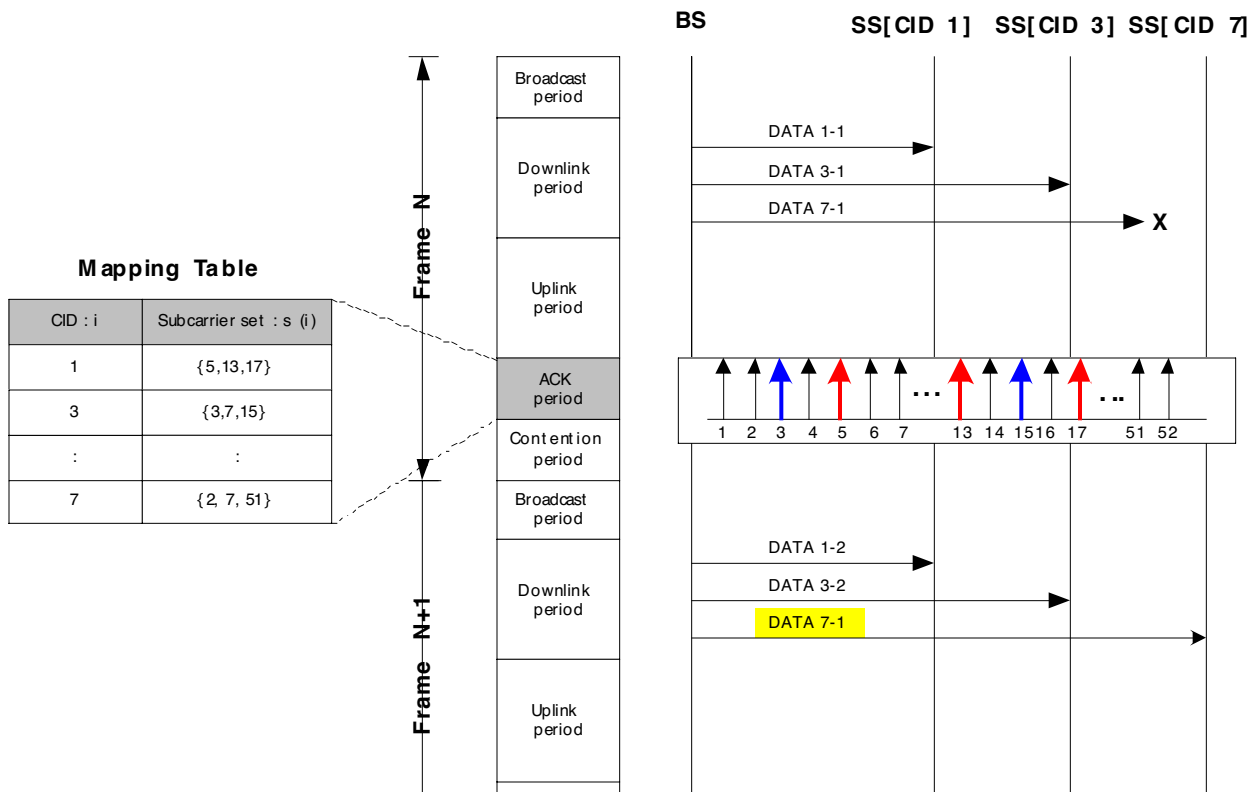 BS
SS[CID 1] SS[CID 3] SS[CID 7]
Broadcast
period
Downlink
period
Uplink
period
ACK
period
Contention
period
Broadcast
period
Downlink
period
Uplink
period
Frame N
Frame N+1
Mapping Table
CID : i Subcarrier set : s (i)
1 {5,13,17}
3 {3,7,15}
: :
7 {2, 7, 51}
DATA 1-1
DATA 3-1
DATA 7-1
X
... ...
1 2 3 4 5 6 7 13 14 15 16 17 51 52
DATA 1-2
DATA 3-2
DATA 7-1